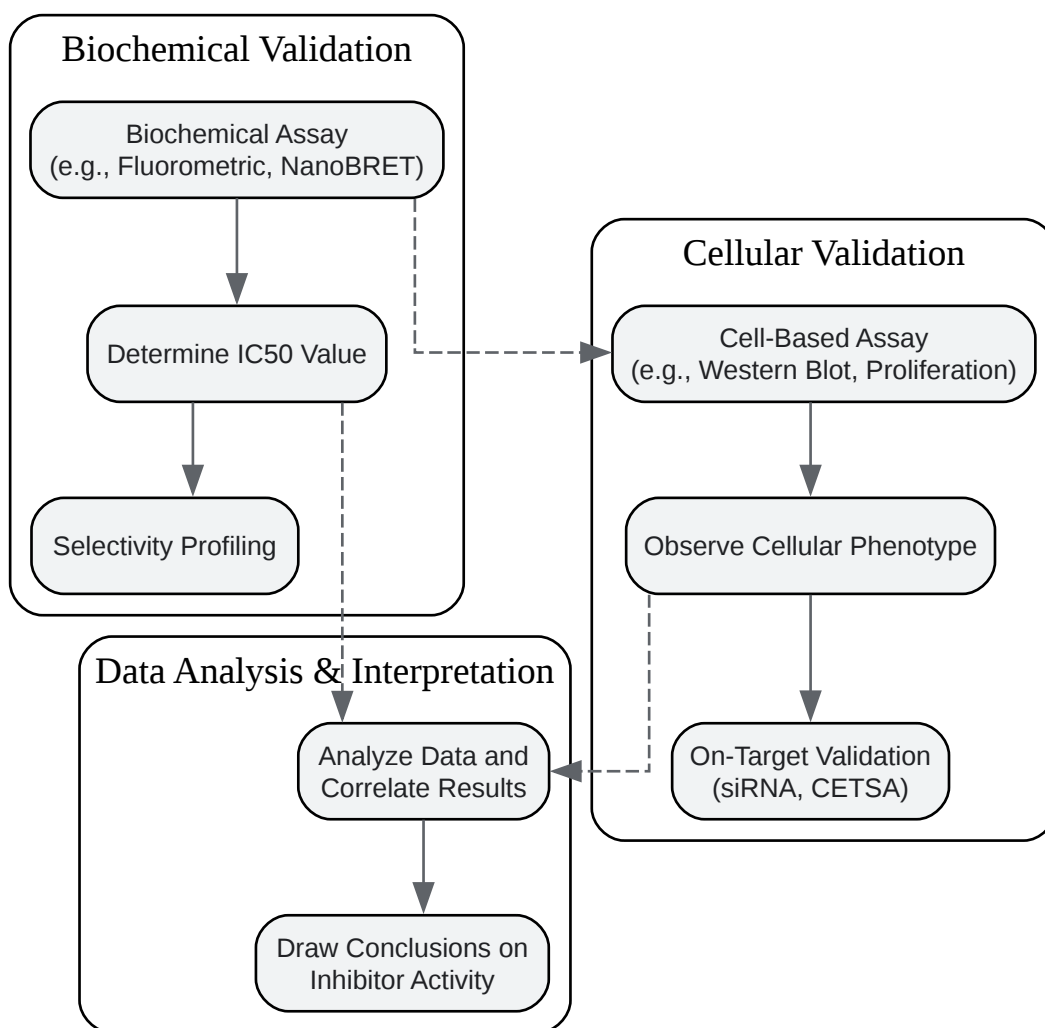 Biochemical Validation
Biochemical Assay
(e.g., Fluorometric, NanoBRET)
Determine IC50 Value
Selectivity Profiling
Cellular Validation
Cell-Based Assay
(e.g., Western Blot, Proliferation)
Observe Cellular Phenotype
On-Target Validation
(siRNA, CETSA)
Data Analysis & Interpretation
Analyze Data and
Correlate Results
Draw Conclusions on
Inhibitor Activity